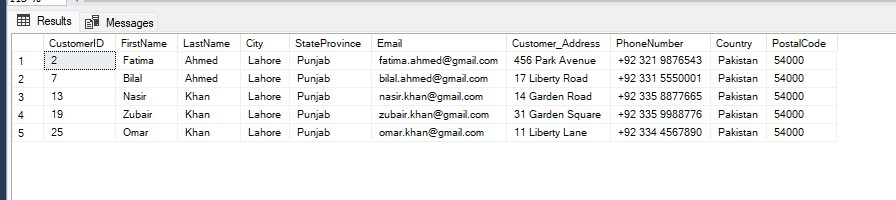 Results Messages
CustomerID FirstName LastName City StateProvince Email Customer_Address PhoneNumber Country PostalCode
1 2 Fatima Ahmed Lahore Punjab fatima.ahmed@gmail.com 456 Park Avenue +92 321 9876543 Pakistan 54000
2 7 Bilal Ahmed Lahore Punjab bilal.ahmed@gmail.com 17 Liberty Road +92 331 5550001 Pakistan 54000
3 13 Nasir Khan Lahore Punjab nasir.khan@gmail.com 14 Garden Road +92 335 8877665 Pakistan 54000
4 19 Zubair Khan Lahore Punjab zubair.khan@gmail.com 31 Garden Square +92 335 9988776 Pakistan 54000
5 25 Omar Khan Lahore Punjab omar.khan@gmail.com 11 Liberty Lane +92 334 4567890 Pakistan 54000